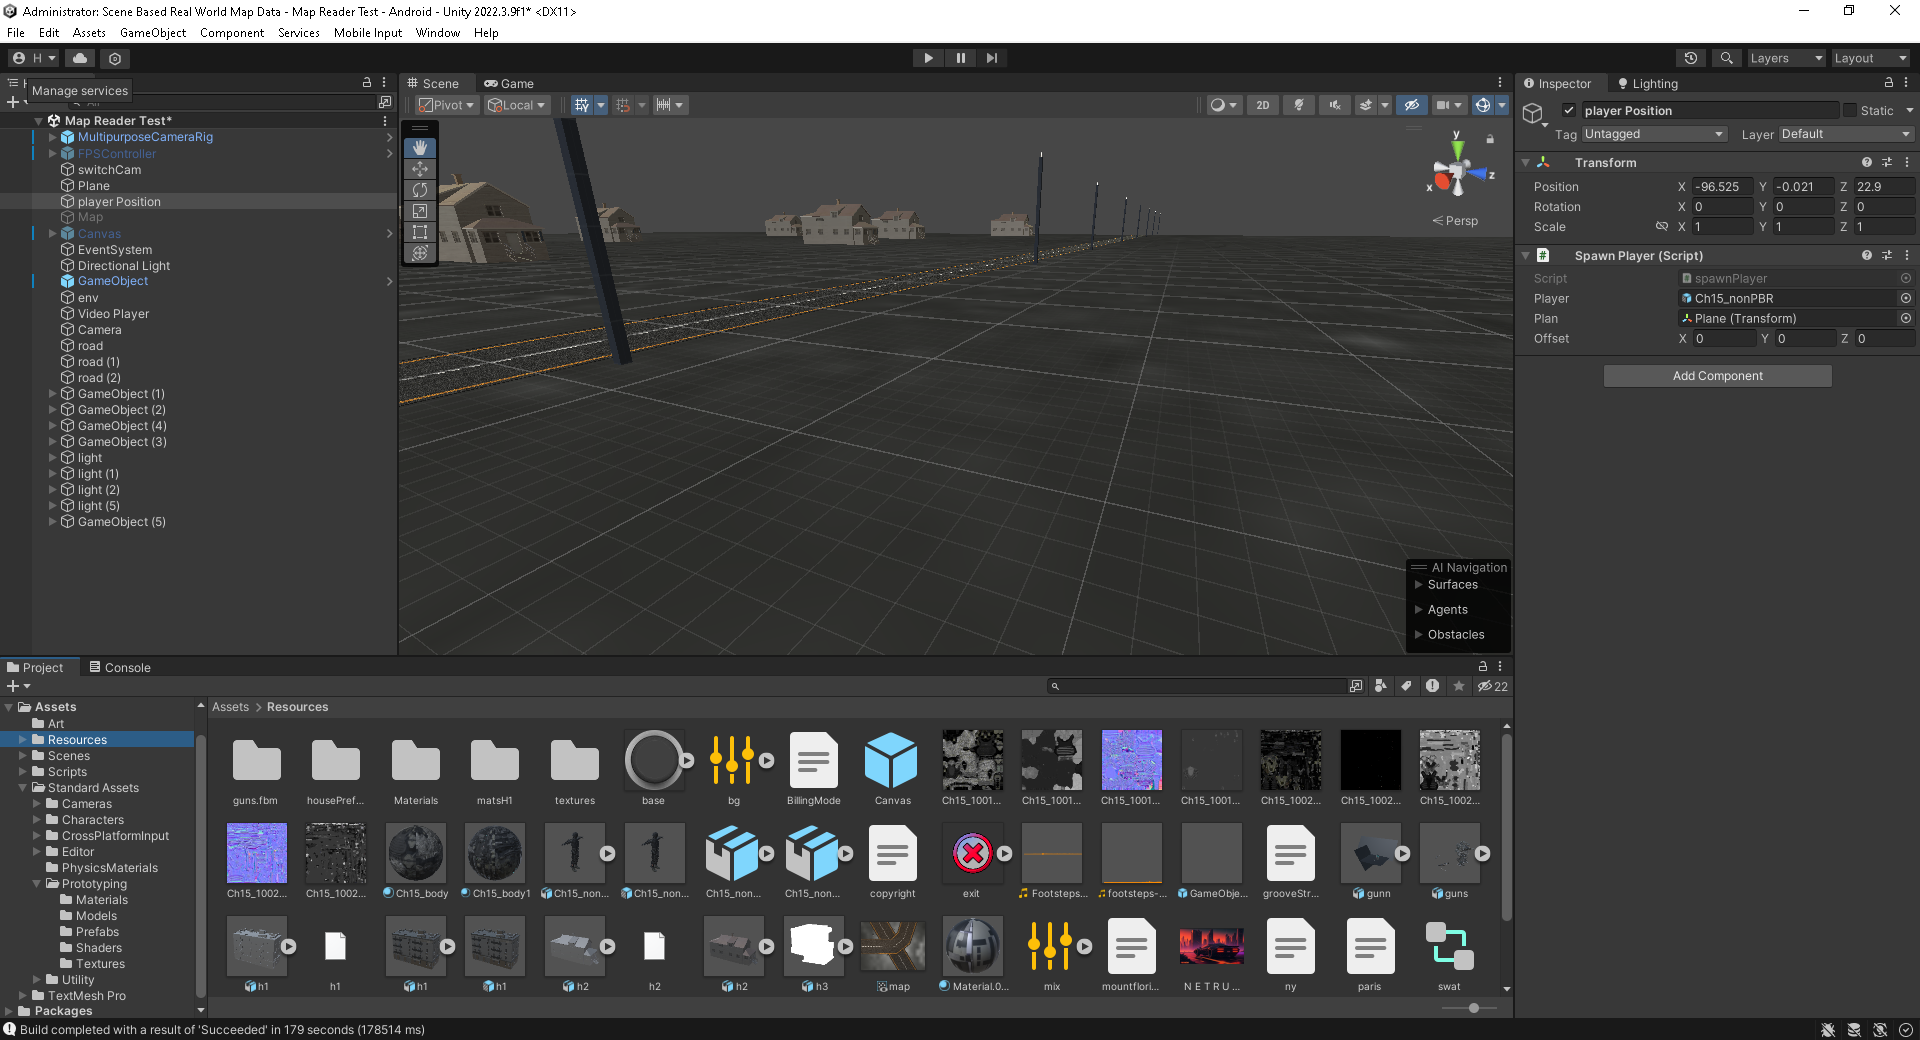 Administrator: Scene Based Real World Map Data - Map Reader Test - Android - Unity 2022.3.9f1* <DX11>
File Edit Assets GameObject Component Services Mobile Input Window Help
H Layers Layout
Manage services
Scene Game
Pivot Local 2D
Map Reader Test*
MultipurposeCameraRig
FPSController
switchCam
Plane
player Position
Map
Canvas
EventSystem
Directional Light
GameObject
env
Video Player
Camera
road
road (1)
road (2)
GameObject (1)
GameObject (2)
GameObject (4)
GameObject (3)
light
light (1)
light (2)
light (5)
GameObject (5)
y
x
z
Persp
AI Navigation
Surfaces
Agents
Obstacles
Inspector Lighting
player Position Static
Tag Untagged Layer Default
Transform
Position X -96.525 Y -0.021 Z 22.9
Rotation X 0 Y 0 Z 0
Scale X 1 Y 1 Z 1
# Spawn Player (Script)
Script spawnPlayer
Player Ch15_nonPBR
Plan Plane (Transform)
Offset X 0 Y 0 Z 0
Add Component
Project Console
22
Assets
Art
Resources
Scenes
Scripts
Standard Assets
Cameras
Characters
CrossPlatformInput
Editor
PhysicsMaterials
Prototyping
Materials
Models
Prefabs
Shaders
Textures
Utility
TextMesh Pro
Packages
Assets > Resources
guns.fbm housePref... Materials matsH1 textures base bg BillingMode Canvas Ch15_1001... Ch15_1001... Ch15_1001... Ch15_1001... Ch15_1002... Ch15_1002... Ch15_1002...
Ch15_1002... Ch15_1002... Ch15_body Ch15_body1 Ch15_non... Ch15_non... Ch15_non... Ch15_non... copyright exit Footsteps... footsteps-... GameObje... grooveStr... gunn guns
h1 h1 h1 h1 h2 h2 h2 h3 map Material.0... mix mountflori... N E T R U ... ny paris swat
Build completed with a result of 'Succeeded' in 179 seconds (178514 ms)